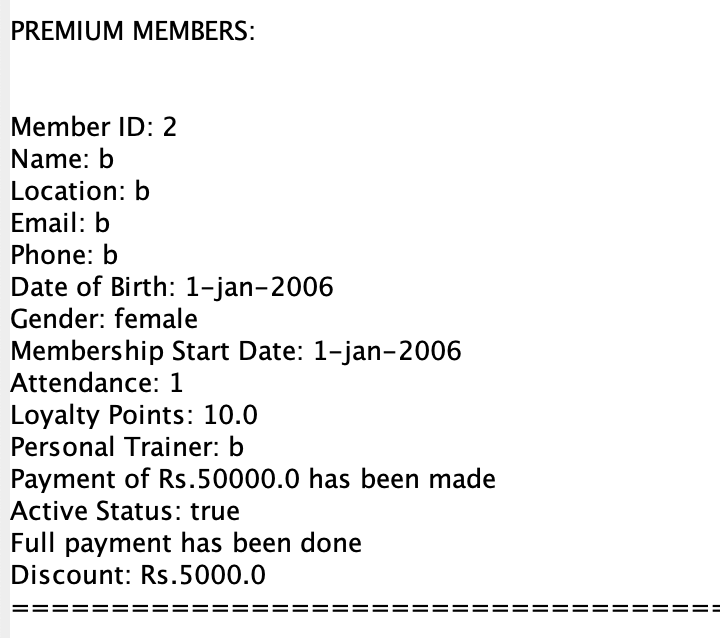 PREMIUM MEMBERS:
Member ID: 2
Name: b
Location: b
Email: b
Phone: b
Date of Birth: 1-jan-2006
Gender: female
Membership Start Date: 1-jan-2006
Attendance: 1
Loyalty Points: 10.0
Personal Trainer: b
Payment of Rs.50000.0 has been made
Active Status: true
Full payment has been done
Discount: Rs.5000.0
====================================